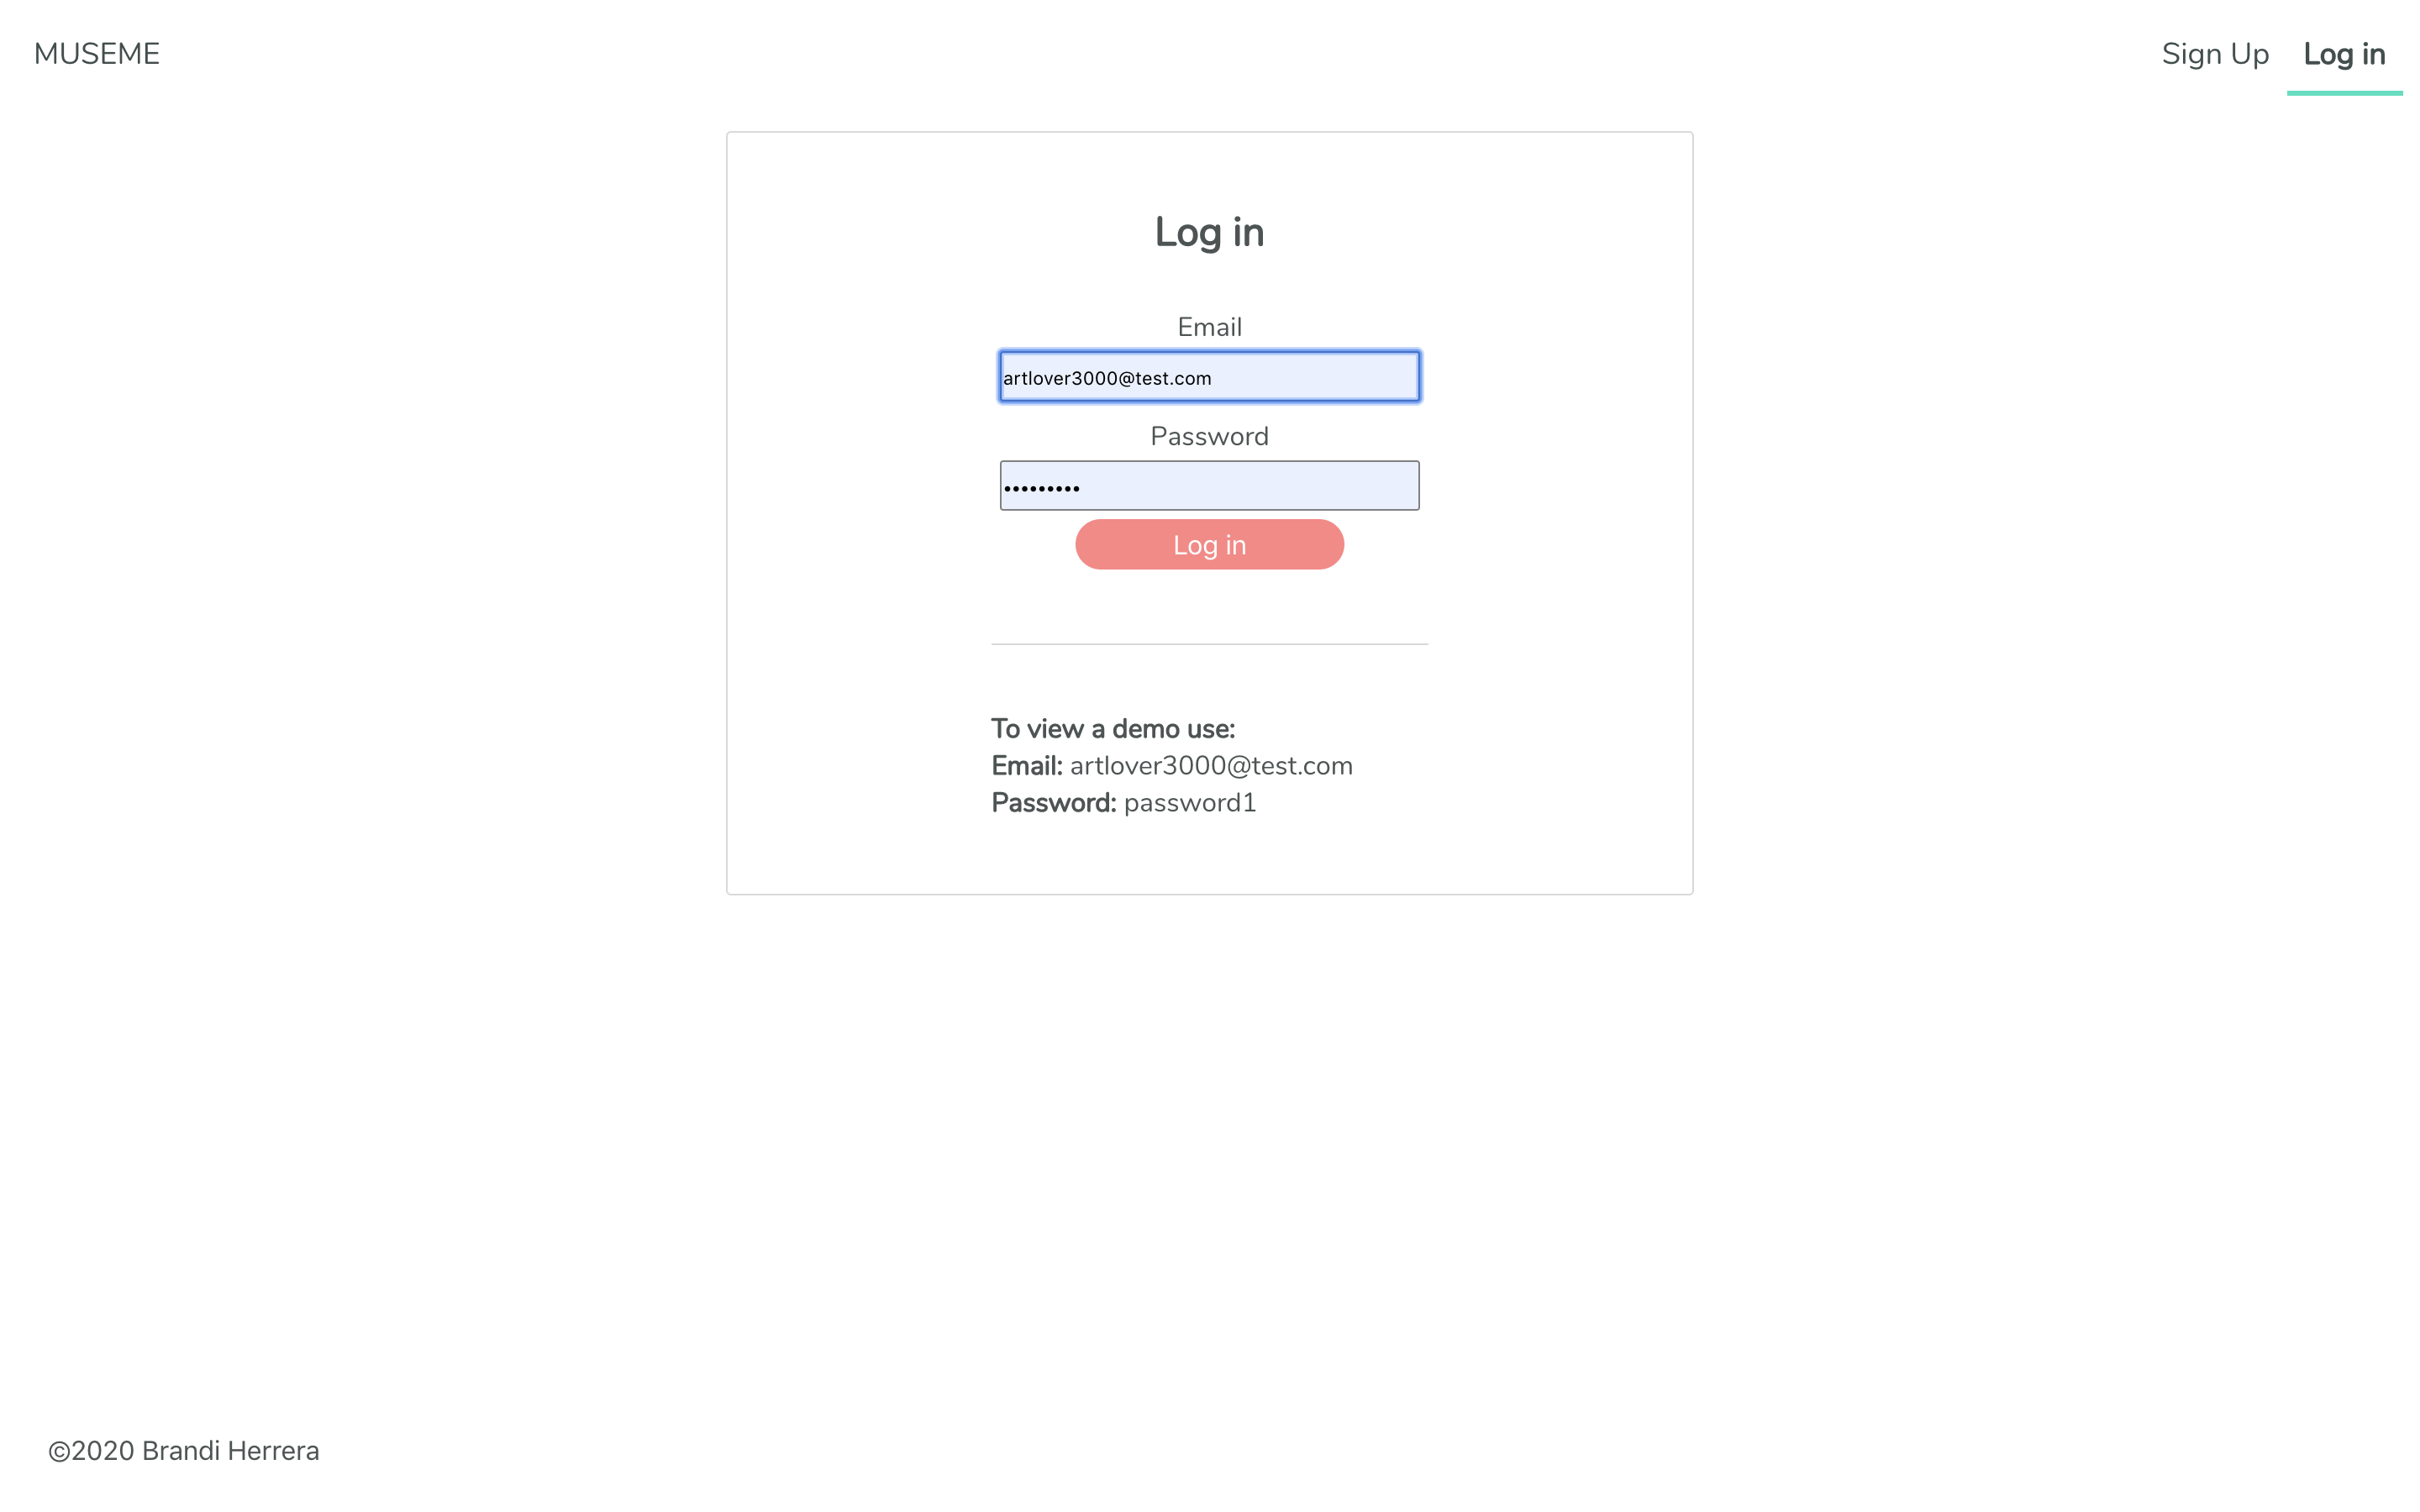 MUSEME
Sign Up
Log in
Log in
Email
artlover3000@test.com
Password
•••••••••
Log in
To view a demo use:
Email: artlover3000@test.com
Password: password1
©2020 Brandi Herrera